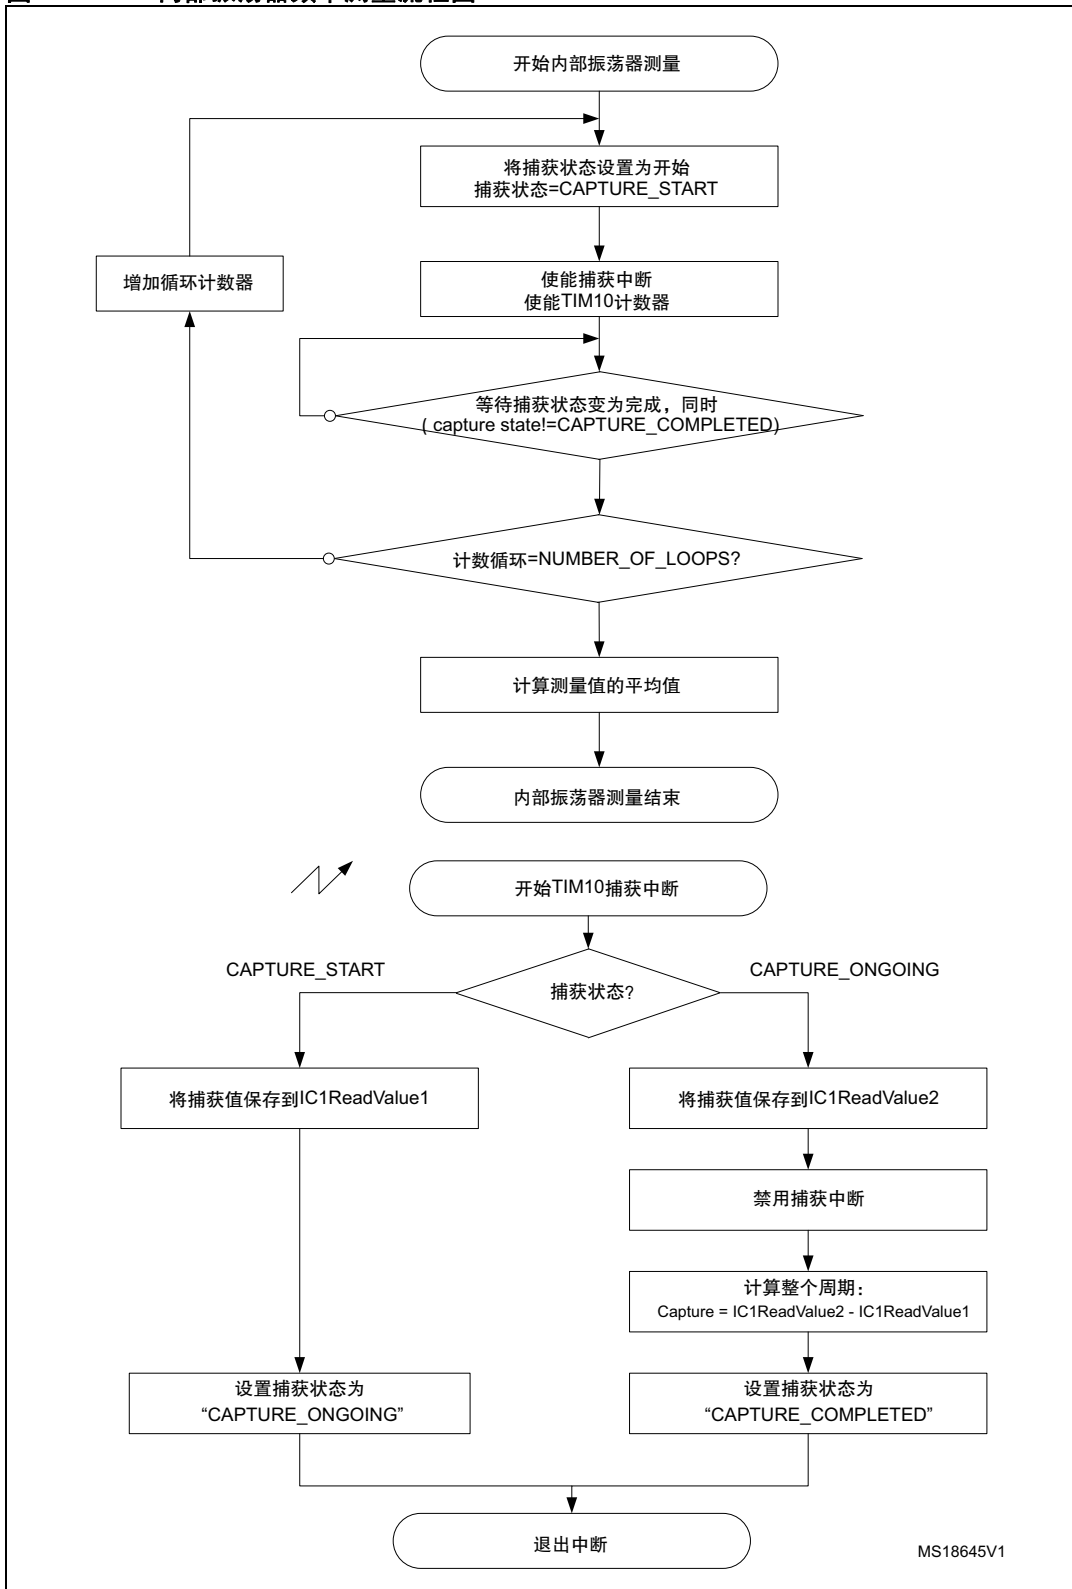 开始内部振荡器测量
将捕获状态设置为开始
捕获状态=CAPTURE_START
增加循环计数器
使能捕获中断
使能TIM10计数器
等待捕获状态变为完成，同时
( capture state!=CAPTURE_COMPLETED)
计数循环=NUMBER_OF_LOOPS?
计算测量值的平均值
内部振荡器测量结束
开始TIM10捕获中断
CAPTURE_START
CAPTURE_ONGOING
捕获状态?
将捕获值保存到IC1ReadValue1
将捕获值保存到IC1ReadValue2
禁用捕获中断
计算整个周期：
Capture = IC1ReadValue2 - IC1ReadValue1
设置捕获状态为
“CAPTURE_ONGOING”
设置捕获状态为
“CAPTURE_COMPLETED”
退出中断
MS18645V1